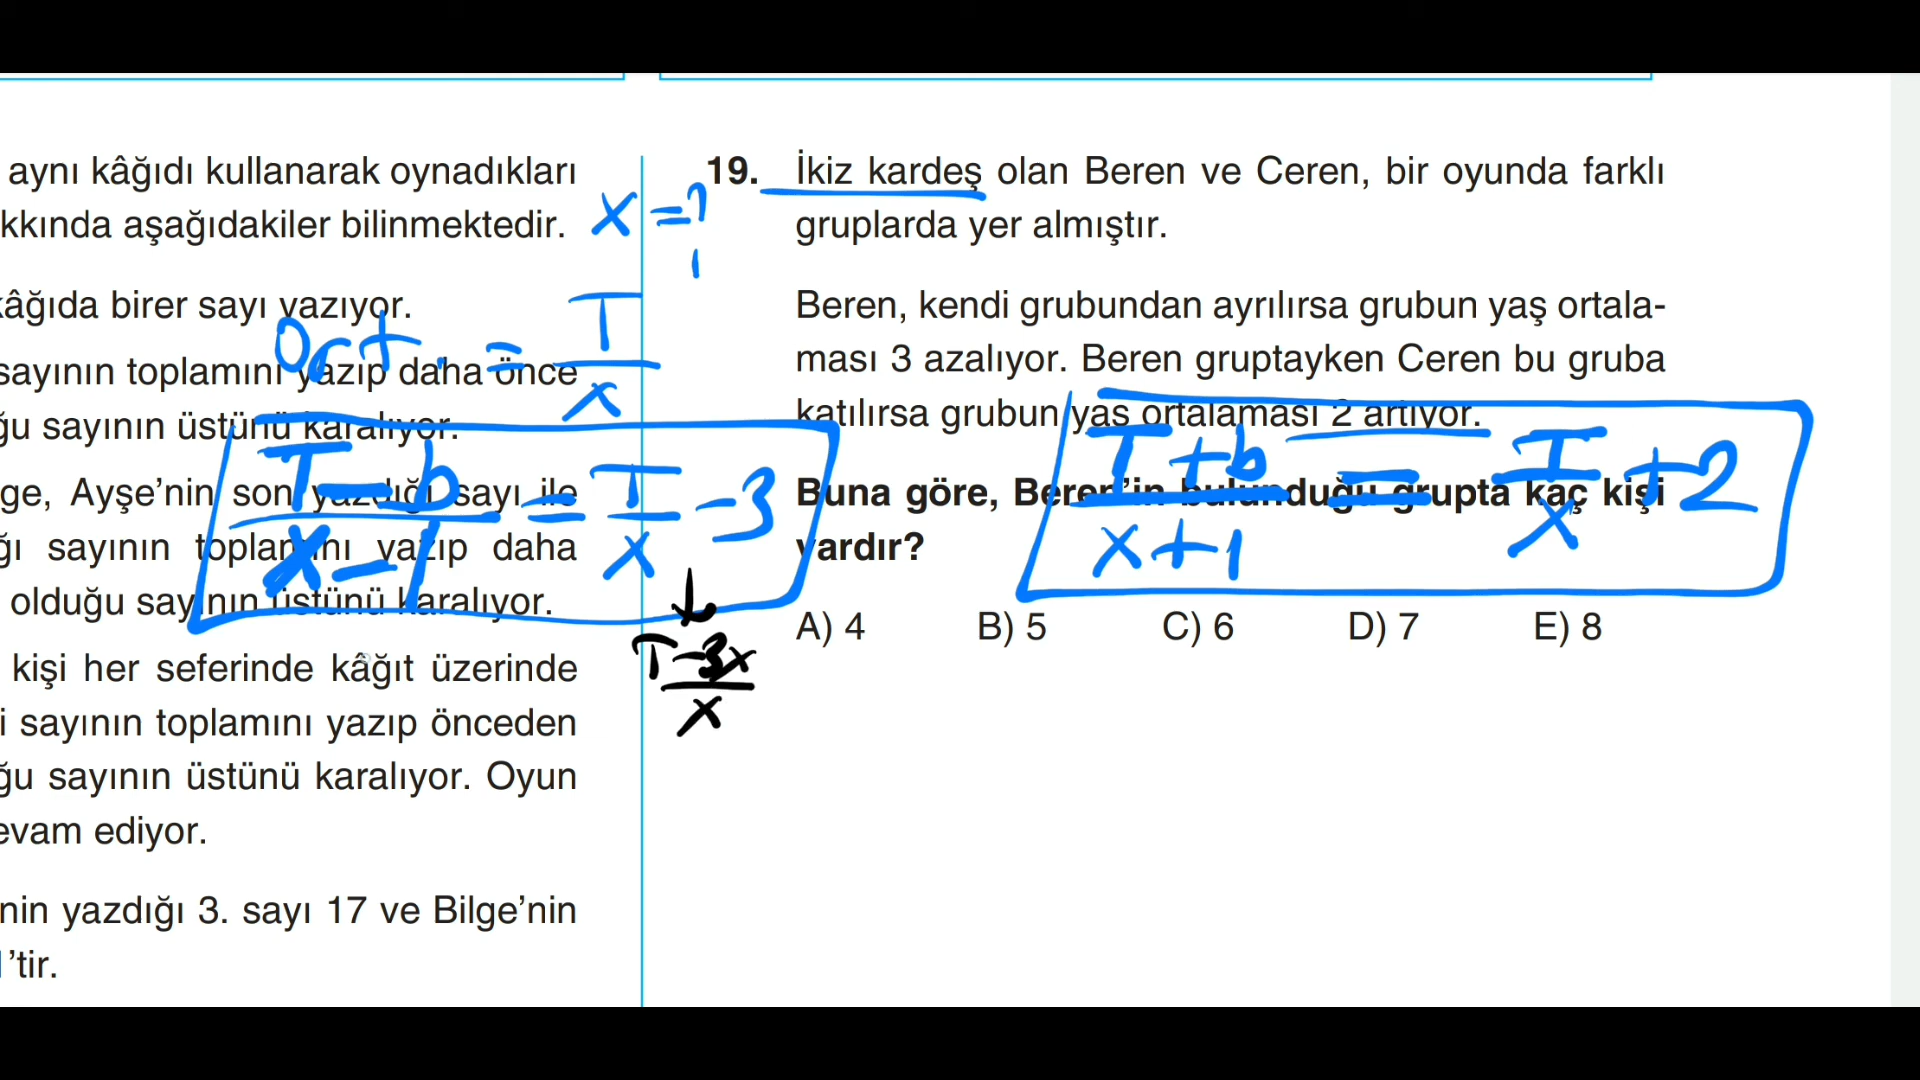 aynı kâğıdı kullanarak oynadıkları
kkında aşağıdakiler bilinmektedir.
kâğıda birer sayı yazıyor.
sayının toplamını yazıp daha önce
ğu sayının üstünü karalıyor.
ge, Ayşe’nin son yazdığı sayı ile
ğı sayının toplamını yazıp daha
olduğu sayının üstünü karalıyor.
kişi her seferinde kâğıt üzerinde
i sayının toplamını yazıp önceden
ğu sayının üstünü karalıyor. Oyun
evam ediyor.
nin yazdığı 3. sayı 17 ve Bilge’nin
’tir.
x = ?
Ort. = T/x
(T-b)/(x-1) = T/x - 3
(T-3x)/x
19. İkiz kardeş olan Beren ve Ceren, bir oyunda farklı
gruplarda yer almıştır.
Beren, kendi grubundan ayrılırsa grubun yaş ortala-
ması 3 azalıyor. Beren gruptayken Ceren bu gruba
katılırsa grubun yaş ortalaması 2 artıyor.
(T+b)/(x+1) = T/x + 2
Buna göre, Beren’in bulunduğu grupta kaç kişi
vardır?
A) 4 B) 5 C) 6 D) 7 E) 8